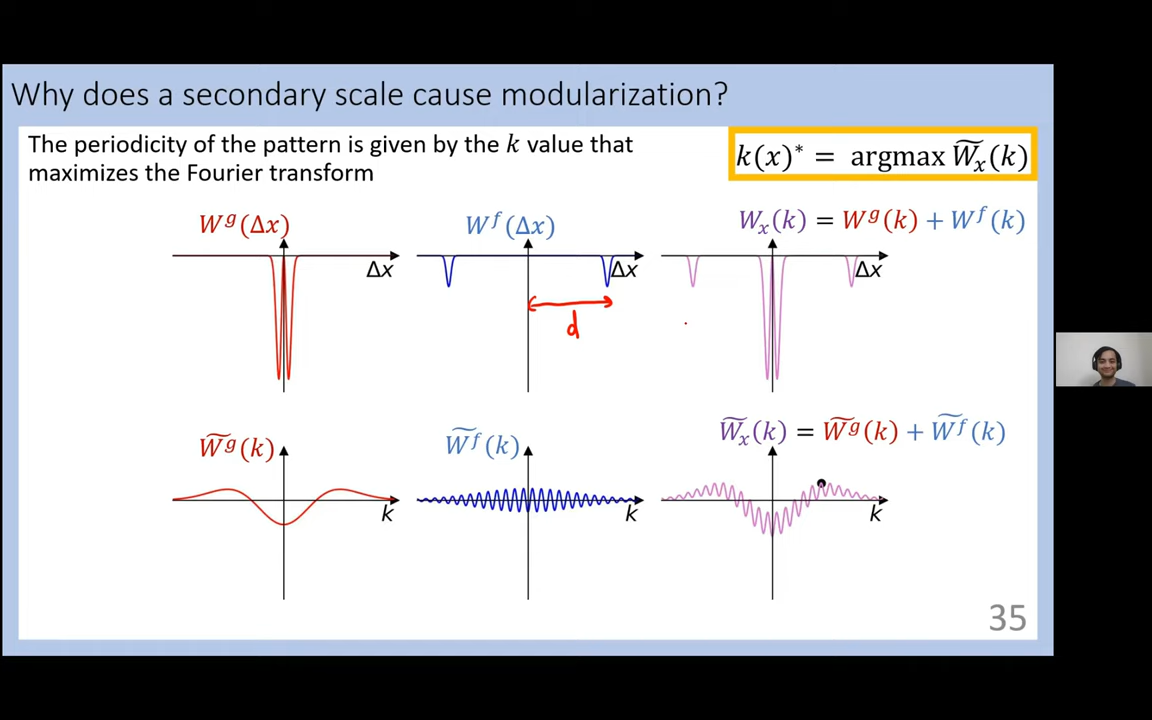 Why does a secondary scale cause modularization?
The periodicity of the pattern is given by the k value that
maximizes the Fourier transform
k(x)* = argmax W̃ₓ(k)
Wᵍ(Δx)
Wᶠ(Δx)
Wₓ(k) = Wᵍ(k) + Wᶠ(k)
Δx
Δx
Δx
d
W̃ᵍ(k)
W̃ᶠ(k)
W̃ₓ(k) = W̃ᵍ(k) + W̃ᶠ(k)
k
k
k
35